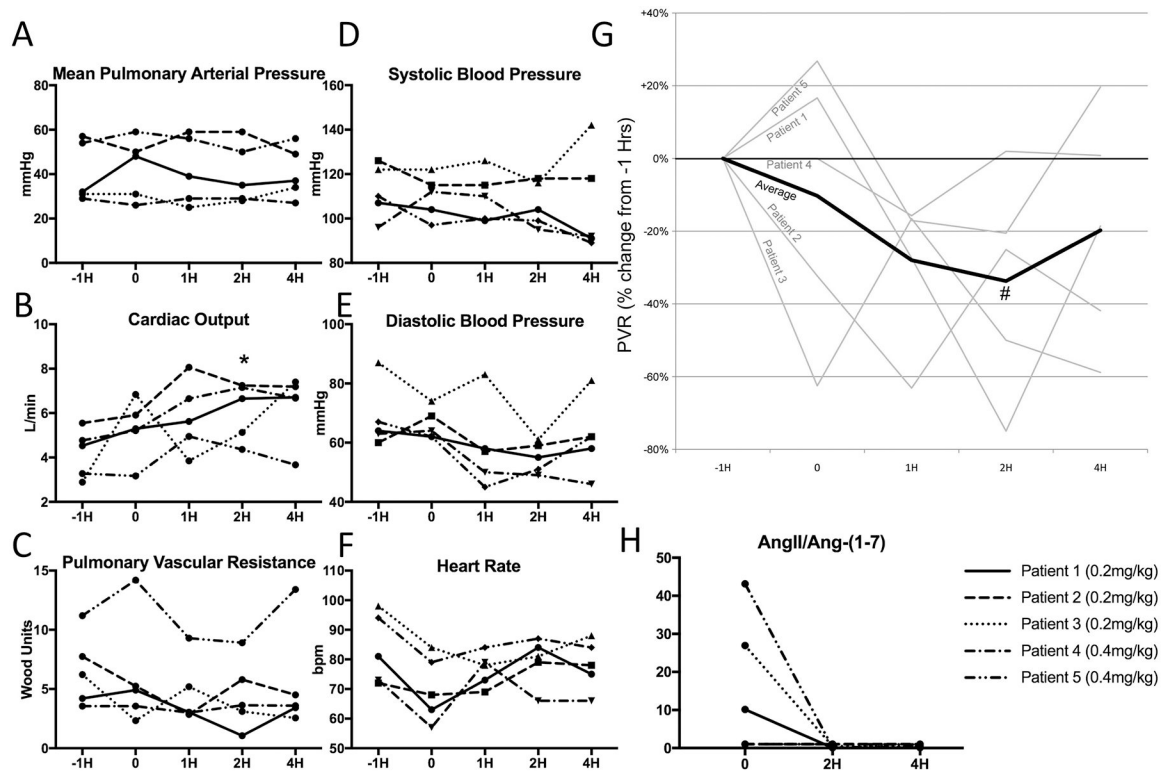 A
Mean Pulmonary Arterial Pressure
mmHg
80
60
40
20
0
-1H 0 1H 2H 4H
B
Cardiac Output
L/min
10
8
6
4
2
*
-1H 0 1H 2H 4H
C
Pulmonary Vascular Resistance
Wood Units
15
10
5
0
-1H 0 1H 2H 4H
D
Systolic Blood Pressure
mmHg
160
140
120
100
80
-1H 0 1H 2H 4H
E
Diastolic Blood Pressure
mmHg
100
80
60
40
-1H 0 1H 2H 4H
F
Heart Rate
bpm
110
100
90
80
70
60
50
-1H 0 1H 2H 4H
G
PVR (% change from -1 Hrs)
+40%
+20%
0%
-20%
-40%
-60%
-80%
Patient 5
Patient 1
Patient 4
Average
Patient 2
Patient 3
#
-1H 0 1H 2H 4H
H
AngII/Ang-(1-7)
50
40
30
20
10
0
0 2H 4H
Patient 1 (0.2mg/kg)
Patient 2 (0.2mg/kg)
Patient 3 (0.2mg/kg)
Patient 4 (0.4mg/kg)
Patient 5 (0.4mg/kg)